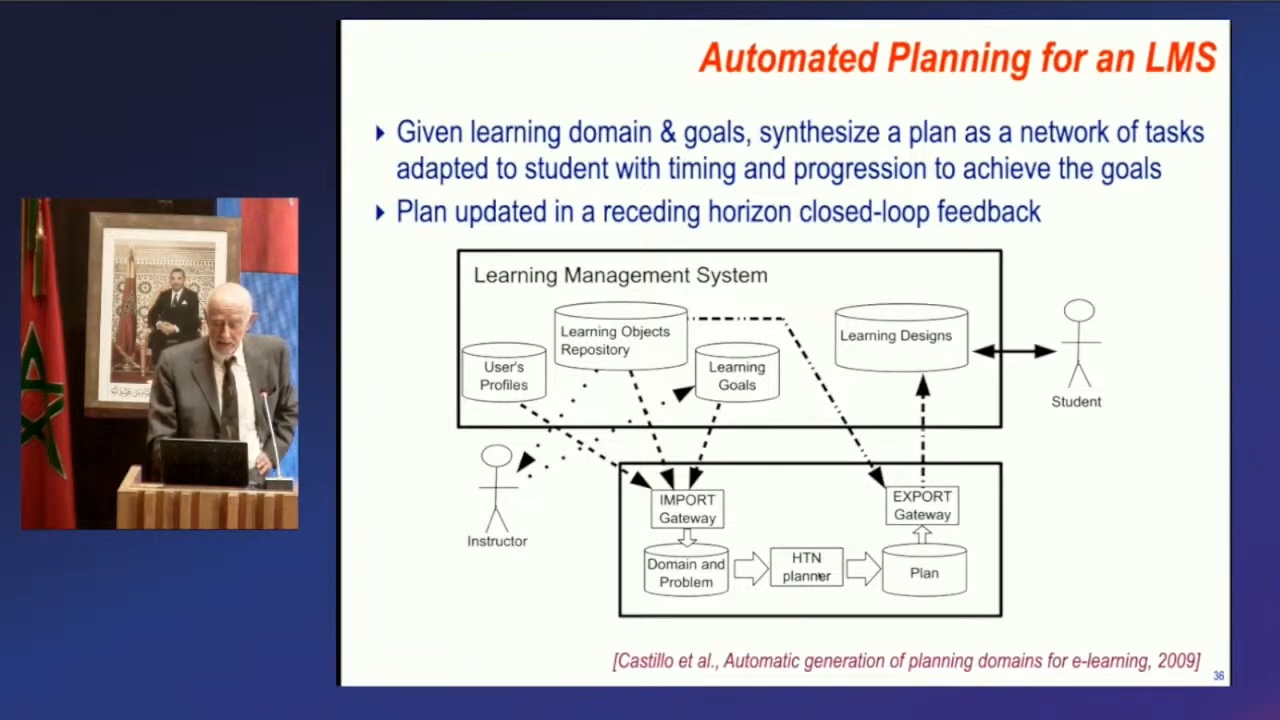 Automated Planning for an LMS
Given learning domain & goals, synthesize a plan as a network of tasks
adapted to student with timing and progression to achieve the goals
Plan updated in a receding horizon closed-loop feedback
Learning Management System
Learning Objects
Repository
Learning Designs
User's
Profiles
Learning
Goals
Student
IMPORT
Gateway
EXPORT
Gateway
Instructor
Domain and
Problem
HTN
planner
Plan
[Castillo et al., Automatic generation of planning domains for e-learning, 2009]
36